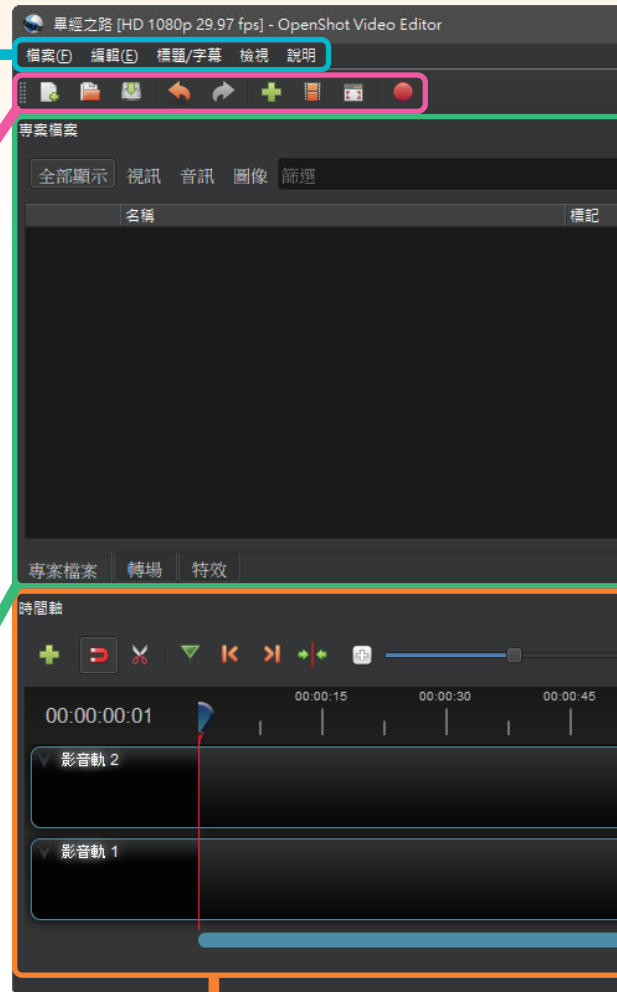 畢經之路 [HD 1080p 29.97 fps] - OpenShot Video Editor
檔案(F) 編輯(E) 標題/字幕 檢視 說明
專案檔案
全部顯示 視訊 音訊 圖像 篩選
名稱 標記
專案檔案 轉場 特效
時間軸
00:00:15 00:00:30 00:00:45
00:00:00:01
影音軌 2
影音軌 1